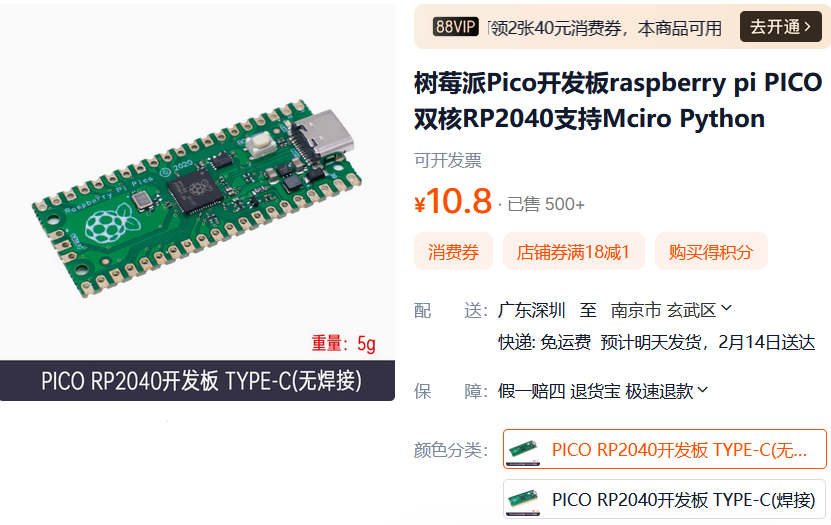 Raspberry Pi Pico © 2020
重量：5g
PICO RP2040开发板 TYPE-C(无焊接)
88VIP 领2张40元消费券，本商品可用 去开通
树莓派Pico开发板raspberry pi PICO
双核RP2040支持Mciro Python
可开发票
¥10.8 · 已售 500+
消费券 店铺券满18减1 购买得积分
配 送： 广东深圳 至 南京市 玄武区
快递: 免运费 预计明天发货，2月14日送达
保 障： 假一赔四 退货宝 极速退款
颜色分类： PICO RP2040开发板 TYPE-C(无...
PICO RP2040开发板 TYPE-C(焊接)